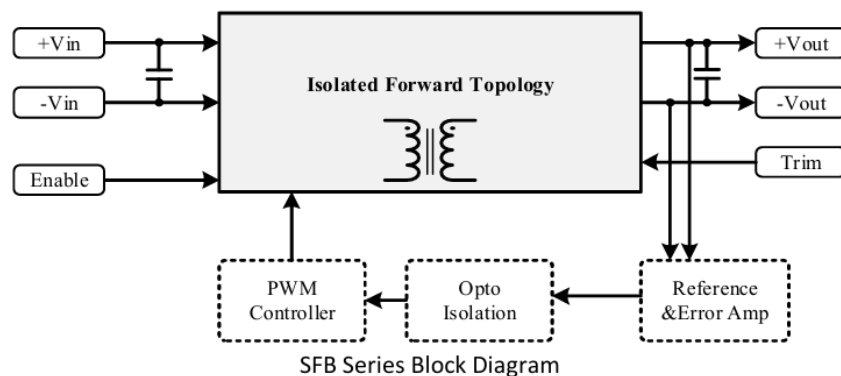 +Vin
+Vout
Isolated Forward Topology
-Vin
-Vout
Enable
Trim
PWM
Controller
Opto
Isolation
Reference
&Error Amp
SFB Series Block Diagram